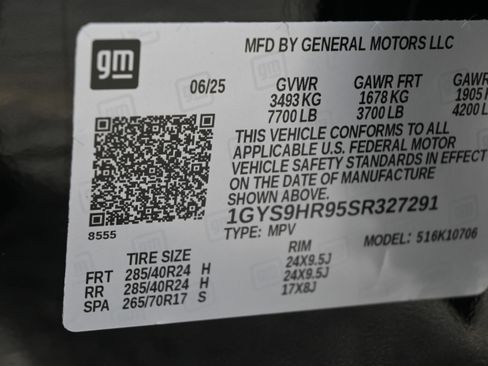 gm
MFD BY GENERAL MOTORS LLC
06/25 GVWR GAWR FRT GAWR
3493 KG 1678 KG 1905 K
7700 LB 3700 LB 4200 L
THIS VEHICLE CONFORMS TO ALL
APPLICABLE U.S. FEDERAL MOTOR
VEHICLE SAFETY STANDARDS IN EFFECT
ON THE DATE OF MANUFACTURE
SHOWN ABOVE.
1GYS9HR95SR327291
8555
TYPE: MPV MODEL: 516K10706
TIRE SIZE RIM
FRT 285/40R24 H 24X9.5J
RR 285/40R24 H 24X9.5J
SPA 265/70R17 S 17X8J